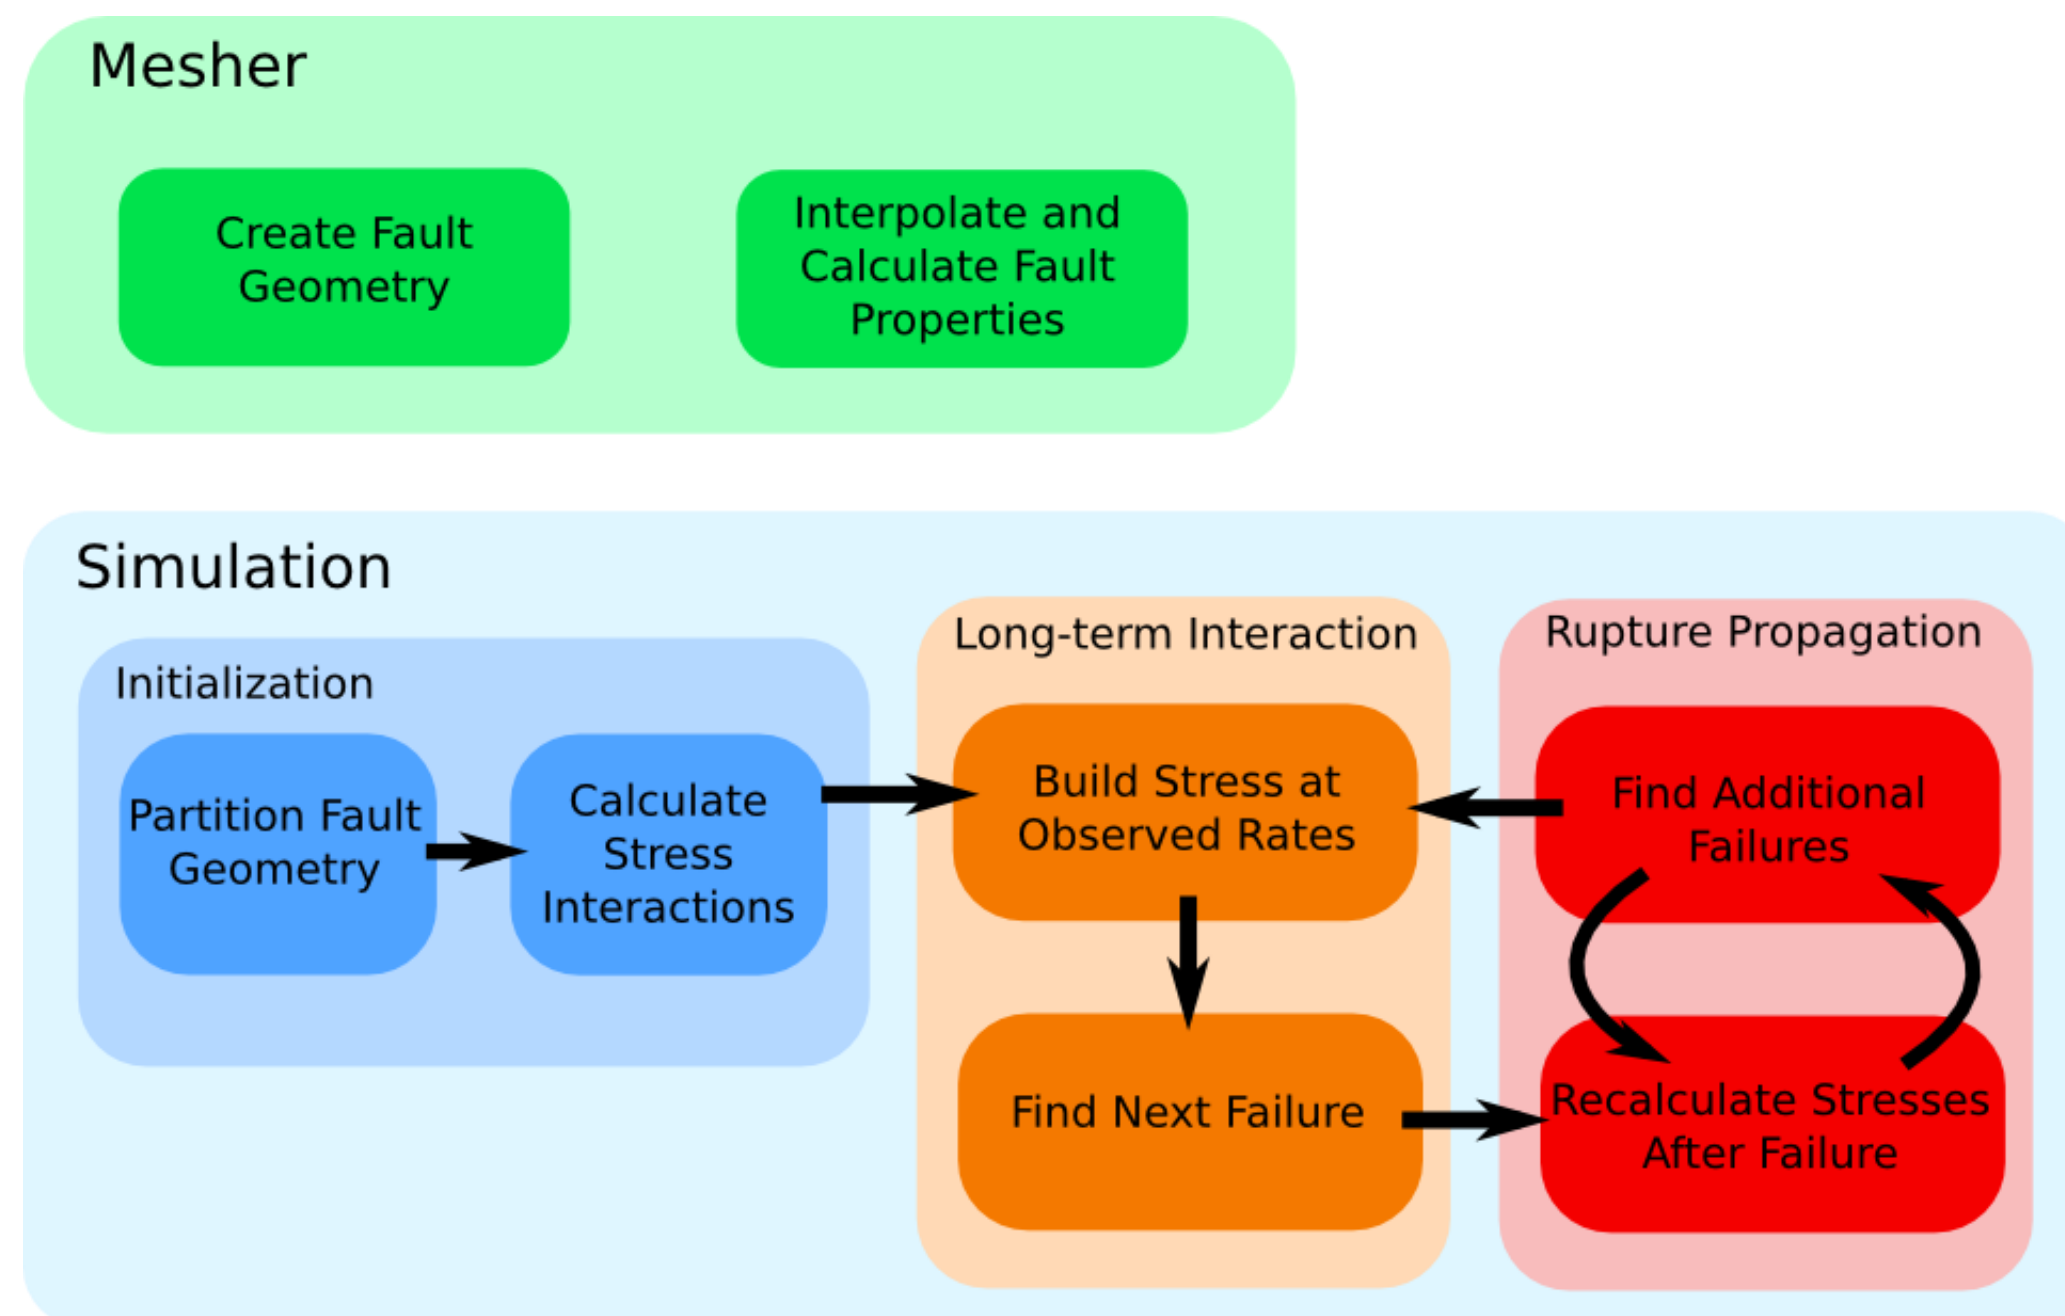 Mesher
Create Fault
Geometry
Interpolate and
Calculate Fault
Properties
Simulation
Initialization
Partition Fault
Geometry
Calculate
Stress
Interactions
Long-term Interaction
Build Stress at
Observed Rates
Find Next Failure
Rupture Propagation
Find Additional
Failures
Recalculate Stresses
After Failure